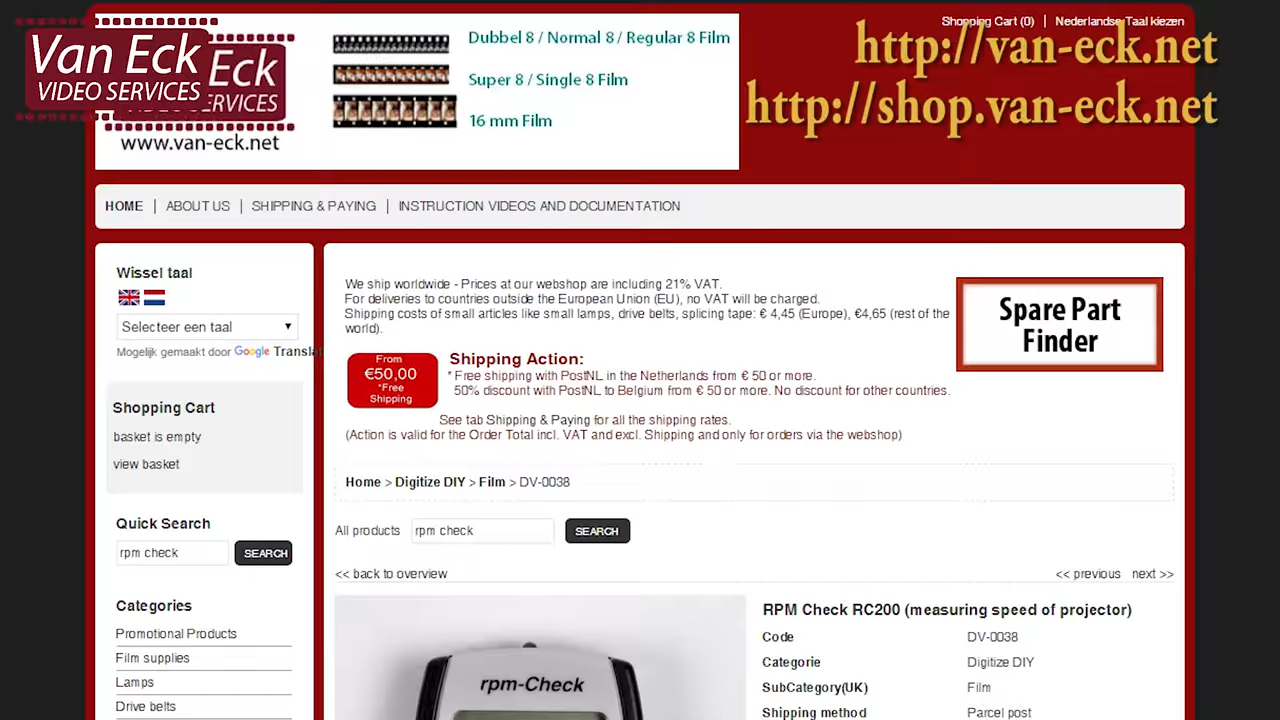 Van Eck
VIDEO SERVICES
Eck
SERVICES
www.van-eck.net
Dubbel 8 / Normal 8 / Regular 8 Film
Super 8 / Single 8 Film
16 mm Film
Shopping Cart (0) | Nederlandse Taal kiezen
http://van-eck.net
http://shop.van-eck.net
HOME | ABOUT US | SHIPPING & PAYING | INSTRUCTION VIDEOS AND DOCUMENTATION
Wissel taal
Selecteer een taal
Mogelijk gemaakt door Google
Shopping Cart
basket is empty
view basket
Quick Search
rpm check SEARCH
Categories
Promotional Products
Film supplies
Lamps
Drive belts
We ship worldwide - Prices at our webshop are including 21% VAT.
For deliveries to countries outside the European Union (EU), no VAT will be charged.
Shipping costs of small articles like small lamps, drive belts, splicing tape: € 4,45 (Europe), €4,65 (rest of the
world).
Spare Part
Finder
From
€50,00
*Free
Shipping
Shipping Action:
* Free shipping with PostNL in the Netherlands from € 50 or more.
50% discount with PostNL to Belgium from € 50 or more. No discount for other countries.
See tab Shipping & Paying for all the shipping rates.
(Action is valid for the Order Total incl. VAT and excl. Shipping and only for orders via the webshop)
Home > Digitize DIY > Film > DV-0038
All products rpm check SEARCH
<< back to overview
<< previous next >>
rpm-Check
RPM Check RC200 (measuring speed of projector)
Code DV-0038
Categorie Digitize DIY
SubCategory(UK) Film
Shipping method Parcel post